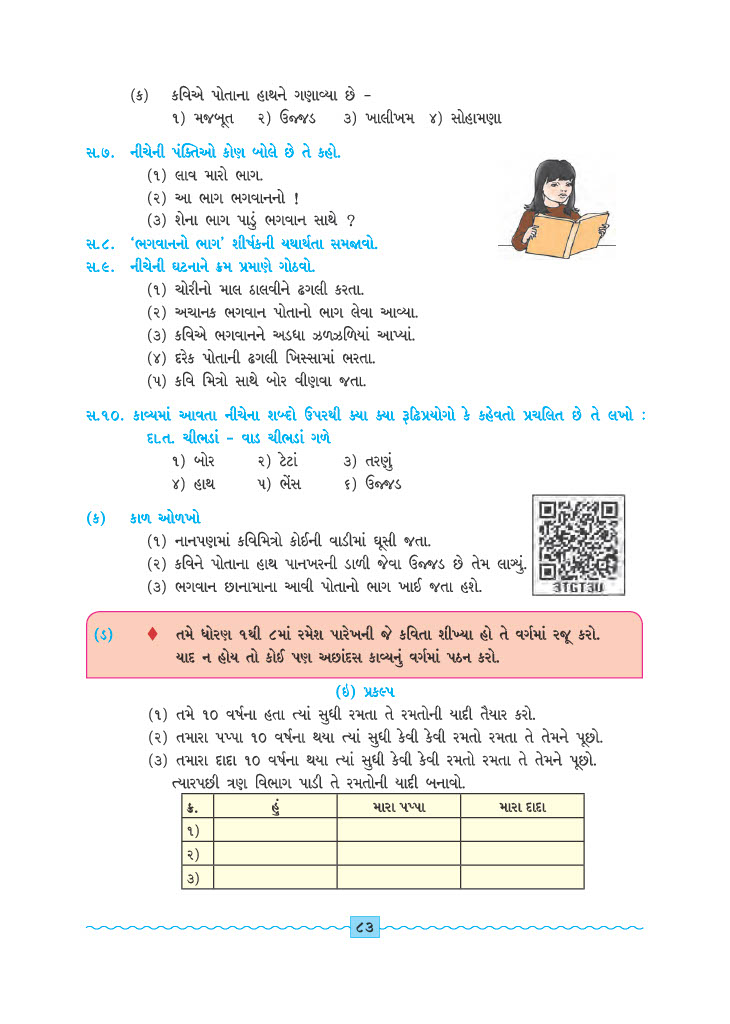 (ક) કવિએ પોતાના હાથને ગણાવ્યા છે -
૧) મજબૂત ૨) ઉજ્જડ ૩) ખાલીખમ ૪) સોહામણા
સ.૭. નીચેની પંક્તિઓ કોણ બોલે છે તે કહો.
(૧) લાવ મારો ભાગ.
(૨) આ ભાગ ભગવાનનો !
(૩) શેના ભાગ પાડું ભગવાન સાથે ?
સ.૮. ‘ભગવાનનો ભાગ’ શીર્ષકની યથાર્થતા સમજાવો.
સ.૯. નીચેની ઘટનાને ક્રમ પ્રમાણે ગોઠવો.
(૧) ચોરીનો માલ ઠાલવીને ઢગલી કરતા.
(૨) અચાનક ભગવાન પોતાનો ભાગ લેવા આવ્યા.
(૩) કવિએ ભગવાનને અડધા ઝળઝળિયાં આપ્યાં.
(૪) દરેક પોતાની ઢગલી ખિસ્સામાં ભરતા.
(૫) કવિ મિત્રો સાથે બોર વીણવા જતા.
સ.૧૦. કાવ્યમાં આવતા નીચેના શબ્દો ઉપરથી ક્યા ક્યા રૂઢિપ્રયોગો કે કહેવતો પ્રચલિત છે તે લખો :
દા.ત. ચીભડાં - વાડ ચીભડાં ગળે
૧) બોર ૨) ટેટાં ૩) તરણું
૪) હાથ ૫) ભેંસ ૬) ઉજ્જડ
(ક) કાળ ઓળખો
(૧) નાનપણમાં કવિમિત્રો કોઈની વાડીમાં ઘૂસી જતા.
(૨) કવિને પોતાના હાથ પાનખરની ડાળી જેવા ઉજ્જડ છે તેમ લાગ્યું.
(૩) ભગવાન છાનામાના આવી પોતાનો ભાગ ખાઈ જતા હશે.
3TGT3U
(ડ) ♦ તમે ધોરણ ૧થી ૮માં રમેશ પારેખની જે કવિતા શીખ્યા હો તે વર્ગમાં રજૂ કરો.
યાદ ન હોય તો કોઈ પણ અછાંદસ કાવ્યનું વર્ગમાં પઠન કરો.
(ઇ) પ્રકલ્પ
(૧) તમે ૧૦ વર્ષના હતા ત્યાં સુધી રમતા તે રમતોની યાદી તૈયાર કરો.
(૨) તમારા પપ્પા ૧૦ વર્ષના થયા ત્યાં સુધી કેવી કેવી રમતો રમતા તે તેમને પૂછો.
(૩) તમારા દાદા ૧૦ વર્ષના થયા ત્યાં સુધી કેવી કેવી રમતો રમતા તે તેમને પૂછો.
ત્યારપછી ત્રણ વિભાગ પાડી તે રમતોની યાદી બનાવો.
ક્ર. હું મારા પપ્પા મારા દાદા
૧)
૨)
૩)
૮૩